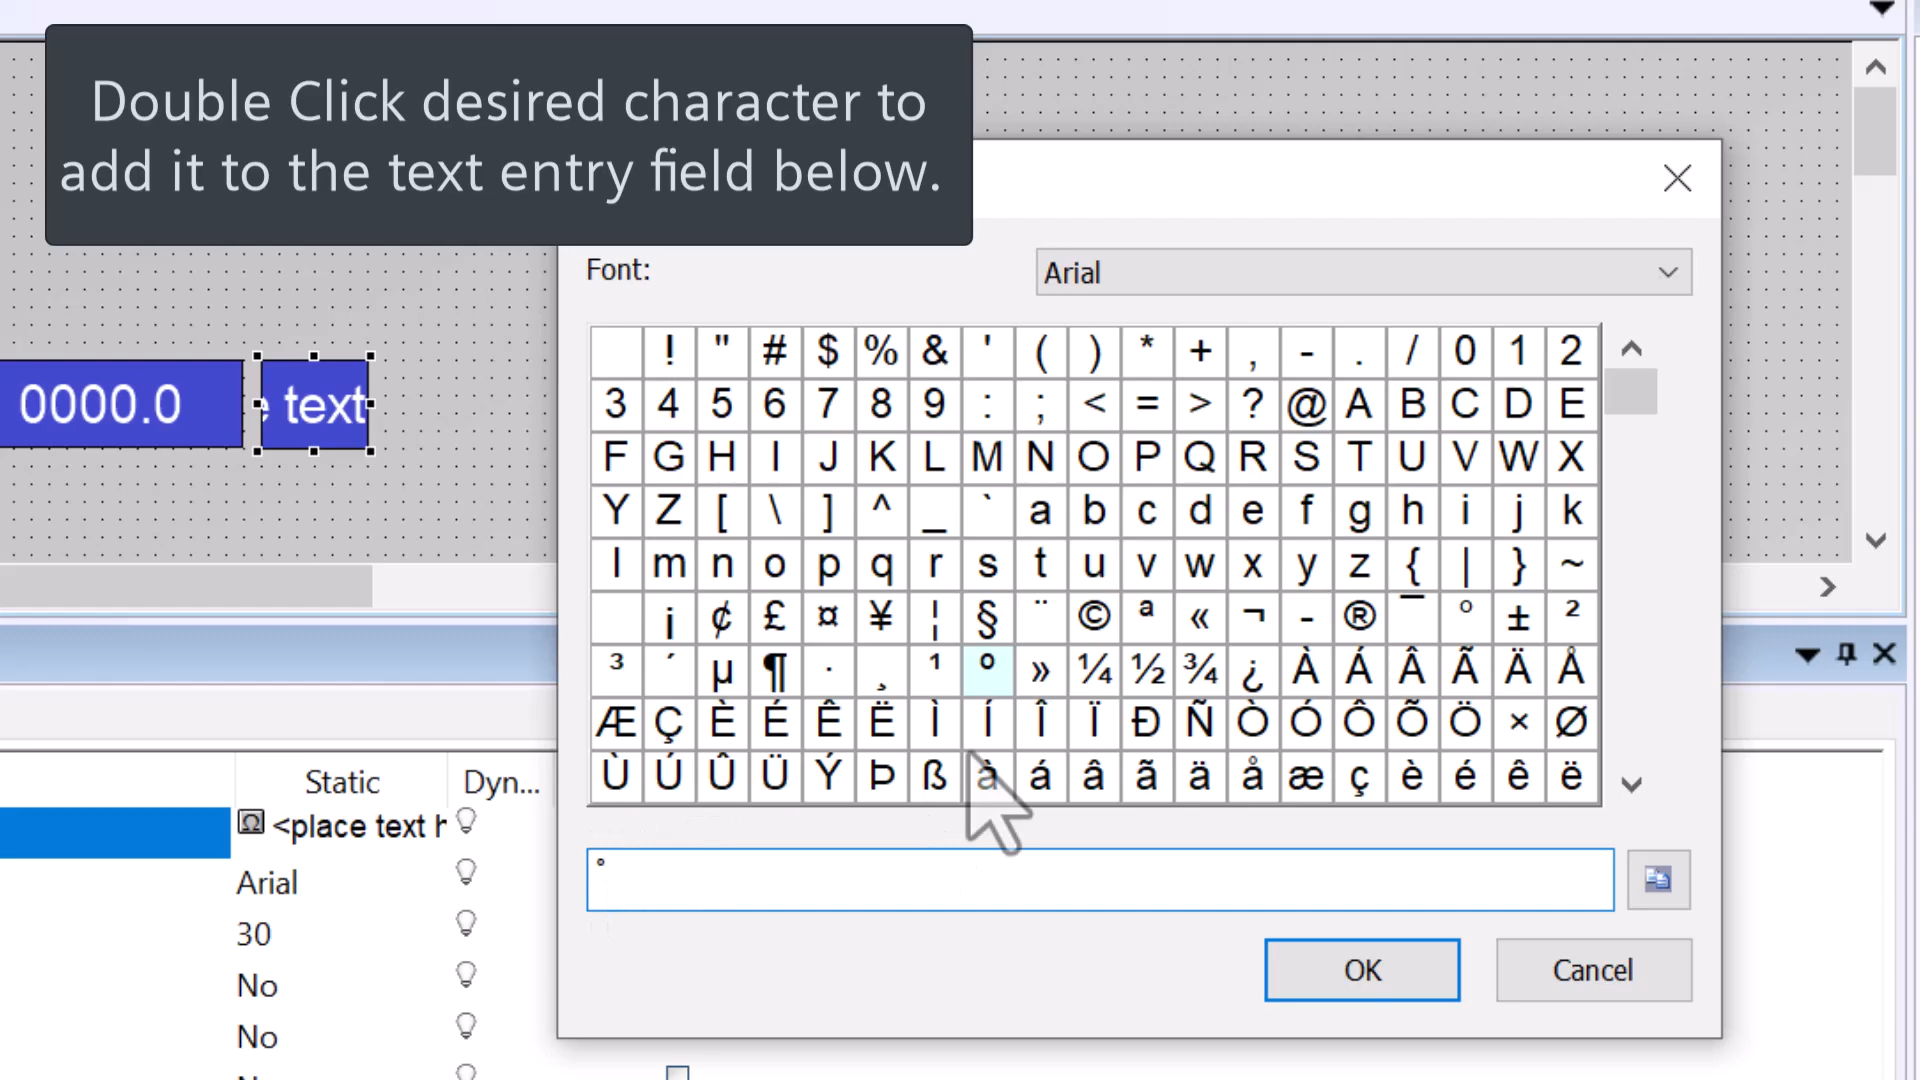 Double Click desired character to
add it to the text entry field below.
Font:
Arial
! " # $ % & ' ( ) * + , - . / 0 1 2
3 4 5 6 7 8 9 : ; < = > ? @ A B C D E
F G H I J K L M N O P Q R S T U V W X
Y Z [ \ ] ^ _ ` a b c d e f g h i j k
l m n o p q r s t u v w x y z { | } ~
¡ ¢ £ ¤ ¥ ¦ § ¨ © ª « ¬ - ® ¯ ° ± ²
³ ´ µ ¶ · ¸ ¹ º » ¼ ½ ¾ ¿ À Á Â Ã Ä Å
Æ Ç È É Ê Ë Ì Í Î Ï Ð Ñ Ò Ó Ô Õ Ö × Ø
Ù Ú Û Ü Ý Þ ß à á â ã ä å æ ç è é ê ë
0000.0
text
°
OK
Cancel
Static
Dyn...
<place text h
Arial
30
No
No